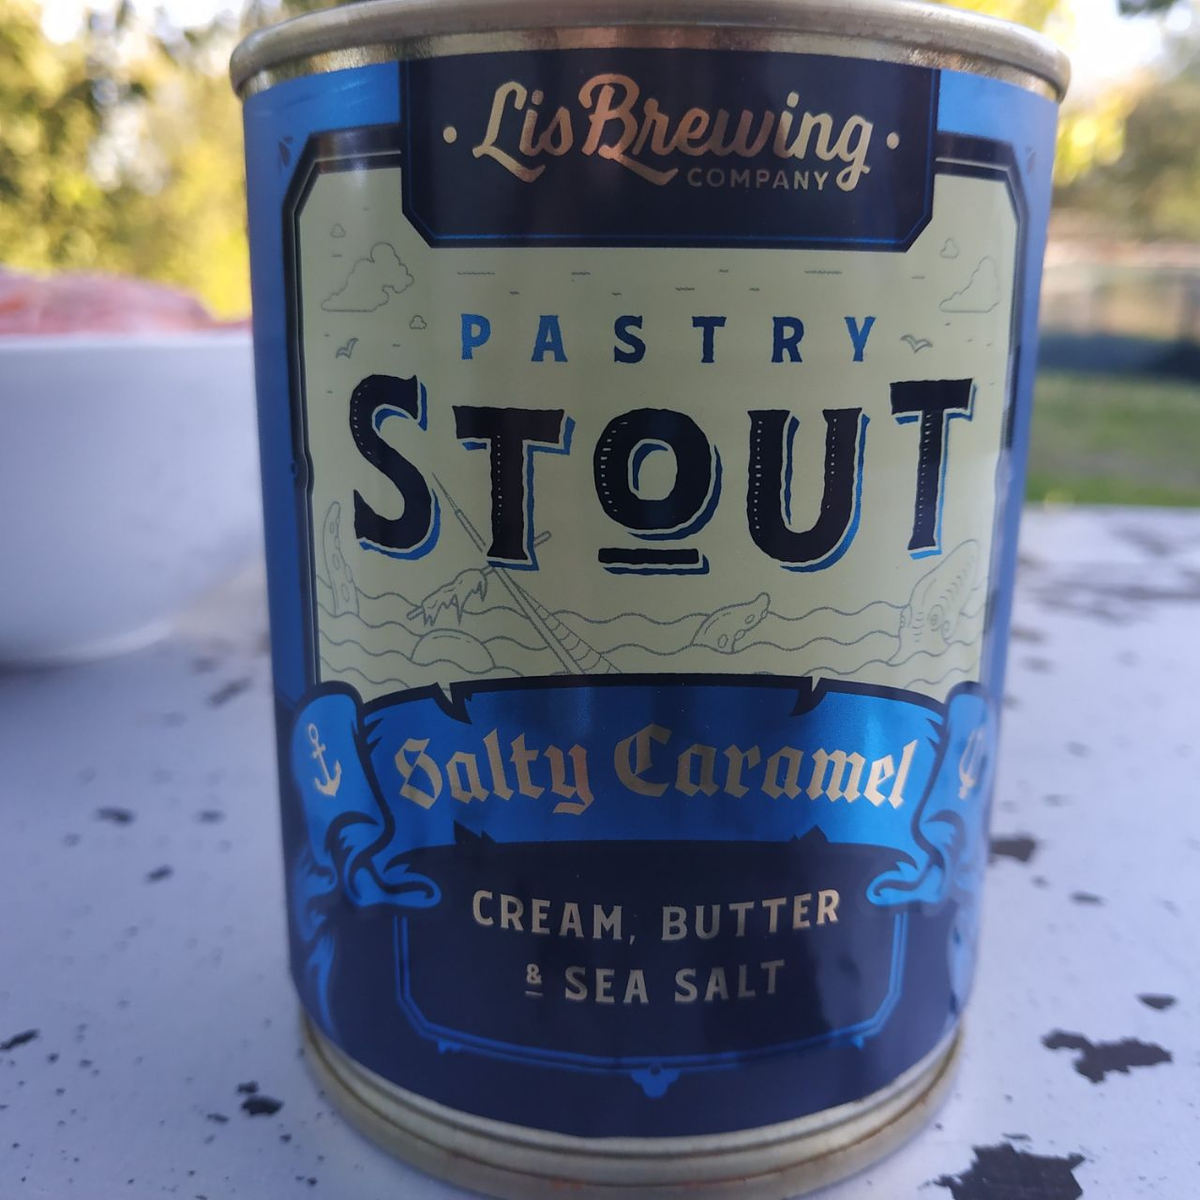 · Lis Brewing ·
COMPANY
PASTRY
STOUT
Salty Caramel
CREAM, BUTTER
& SEA SALT